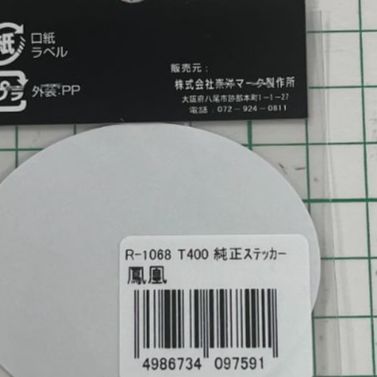 紙
口紙
ラベル
プラ
外装:PP
販売元:
株式会社東洋マーク製作所
大阪府八尾市跡部本町1-1-27
電話 072-924-0811
R-1068 T400 純正ステッカー
鳳凰
4986734 097591